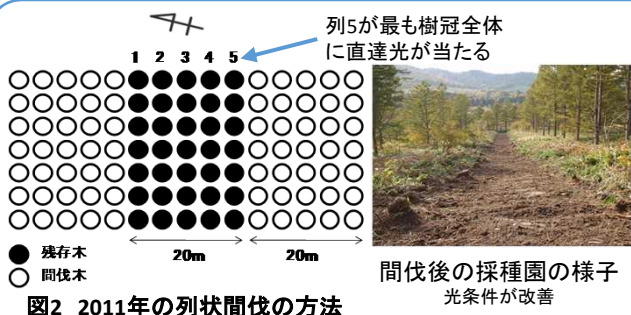 列5が最も樹冠全体
に直達光が当たる
1 2 3 4 5
20m 20m
残存木
間伐木
図2 2011年の列状間伐の方法
間伐後の採種園の様子
光条件が改善